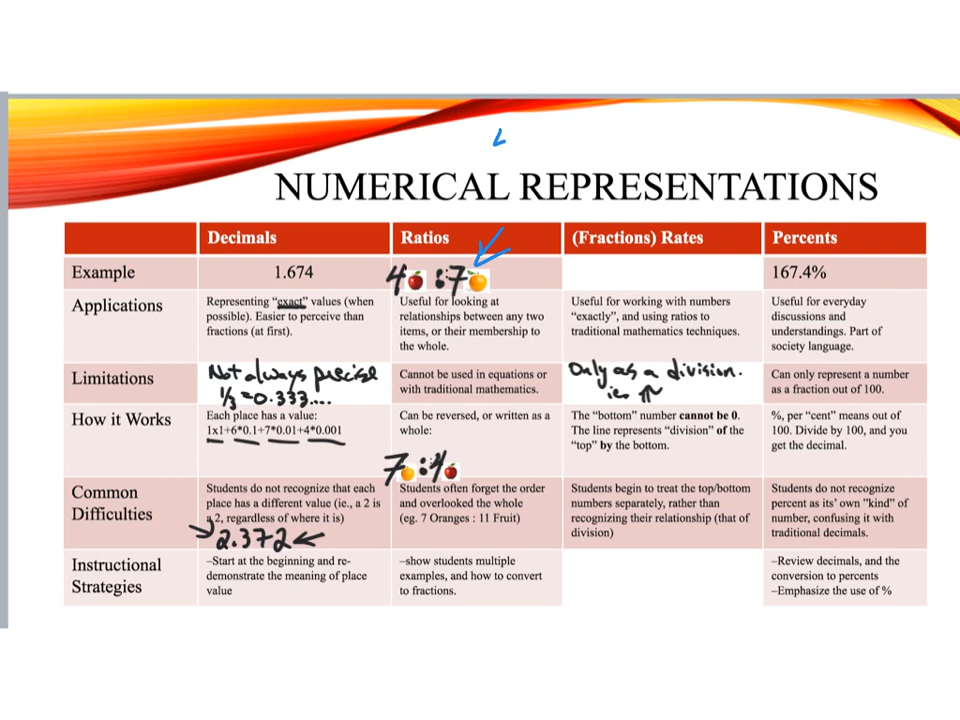 NUMERICAL REPRESENTATIONS
Decimals
Ratios
(Fractions) Rates
Percents
Example
1.674
4 : 7
167.4%
Applications
Representing “exact” values (when
possible). Easier to perceive than
fractions (at first).
Useful for looking at
relationships between any two
items, or their membership to
the whole.
Useful for working with numbers
“exactly”, and using ratios to
traditional mathematics techniques.
Useful for everyday
discussions and
understandings. Part of
society language.
Limitations
Not always precise
1/3 = 0.333....
Cannot be used in equations or
with traditional mathematics.
Only as a division.
Can only represent a number
as a fraction out of 100.
How it Works
Each place has a value:
1x1+6*0.1+7*0.01+4*0.001
Can be reversed, or written as a
whole:
7 : 4
The “bottom” number cannot be 0.
The line represents “division” of the
“top” by the bottom.
%, per “cent” means out of
100. Divide by 100, and you
get the decimal.
Common
Difficulties
Students do not recognize that each
place has a different value (ie., a 2 is
a 2, regardless of where it is)
2.372
Students often forget the order
and overlooked the whole
(eg. 7 Oranges : 11 Fruit)
Students begin to treat the top/bottom
numbers separately, rather than
recognizing their relationship (that of
division)
Students do not recognize
percent as its’ own "kind” of
number, confusing it with
traditional decimals.
Instructional
Strategies
–Start at the beginning and re-
demonstrate the meaning of place
value
–show students multiple
examples, and how to convert
to fractions.
–Review decimals, and the
conversion to percents
–Emphasize the use of %